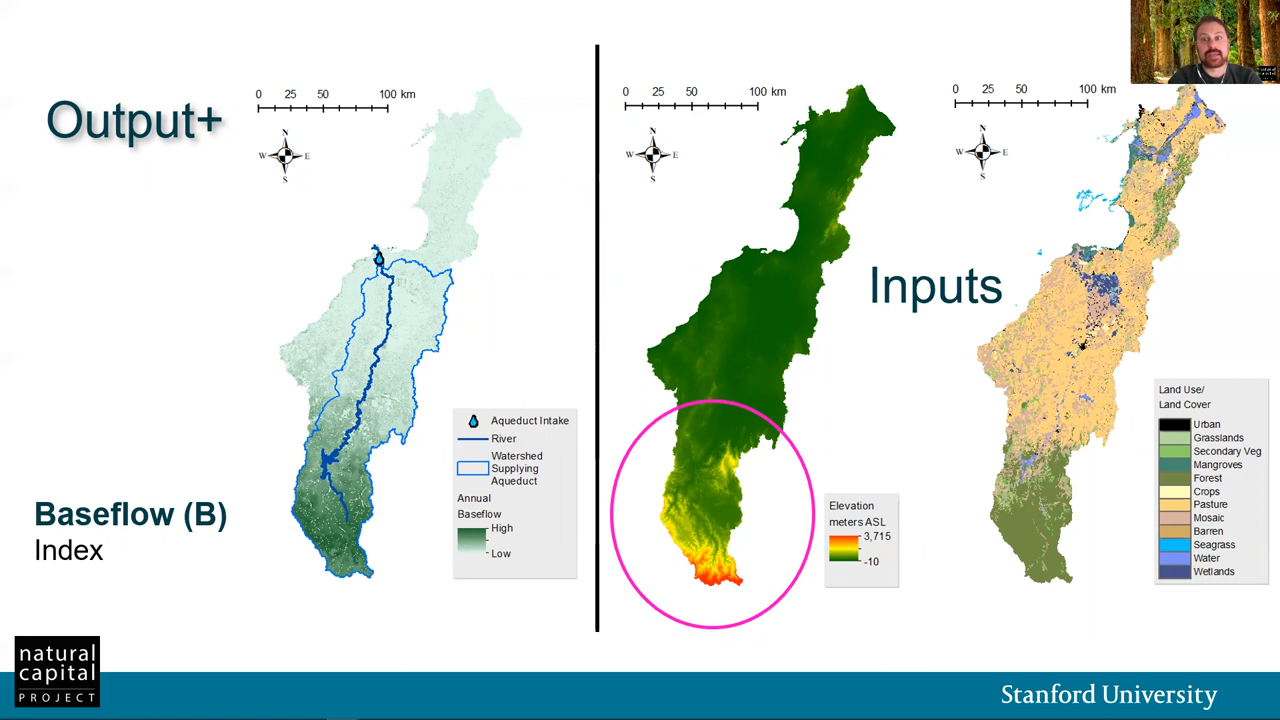 Output+
0 25 50 100 km
N
W E
S
Aqueduct Intake
River
Watershed
Supplying
Aqueduct
Annual
Baseflow
High
Low
Baseflow (B)
Index
0 25 50 100 km
N
W E
S
Elevation
meters ASL
3,715
-10
Inputs
0 25 50 100 km
N
W E
S
Land Use/
Land Cover
Urban
Grasslands
Secondary Veg
Mangroves
Forest
Crops
Pasture
Mosaic
Barren
Seagrass
Water
Wetlands
natural
capital
PROJECT
natural
capital
PROJECT
Stanford University